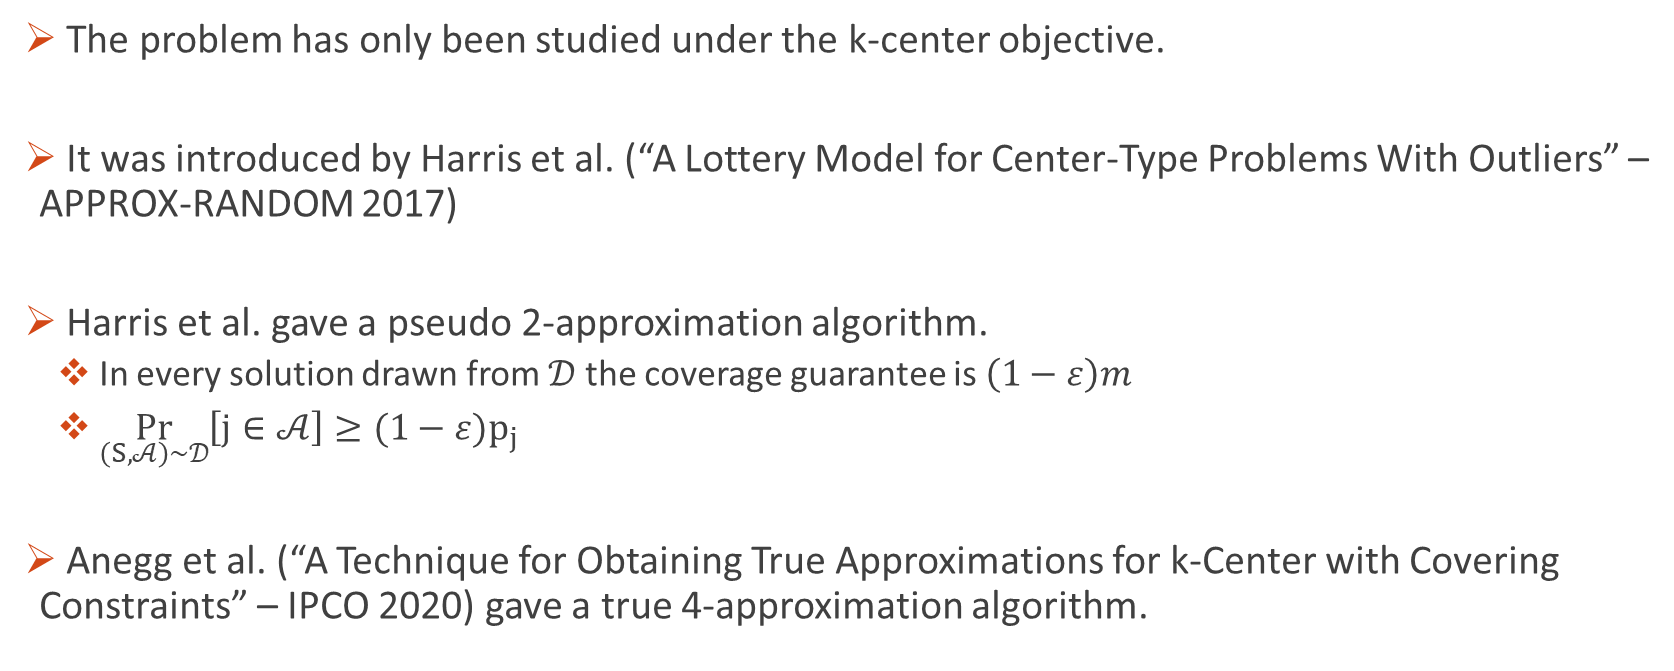 ➢ The problem has only been studied under the k-center objective.
➢ It was introduced by Harris et al. (“A Lottery Model for Center-Type Problems With Outliers” –
APPROX-RANDOM 2017)
➢ Harris et al. gave a pseudo 2-approximation algorithm.
❖ In every solution drawn from 𝒟 the coverage guarantee is (1 − ε)m
❖ Pr[j ∈ 𝒜] ≥ (1 − ε)pⱼ
(S,𝒜)~𝒟
➢ Anegg et al. (“A Technique for Obtaining True Approximations for k-Center with Covering
Constraints” – IPCO 2020) gave a true 4-approximation algorithm.